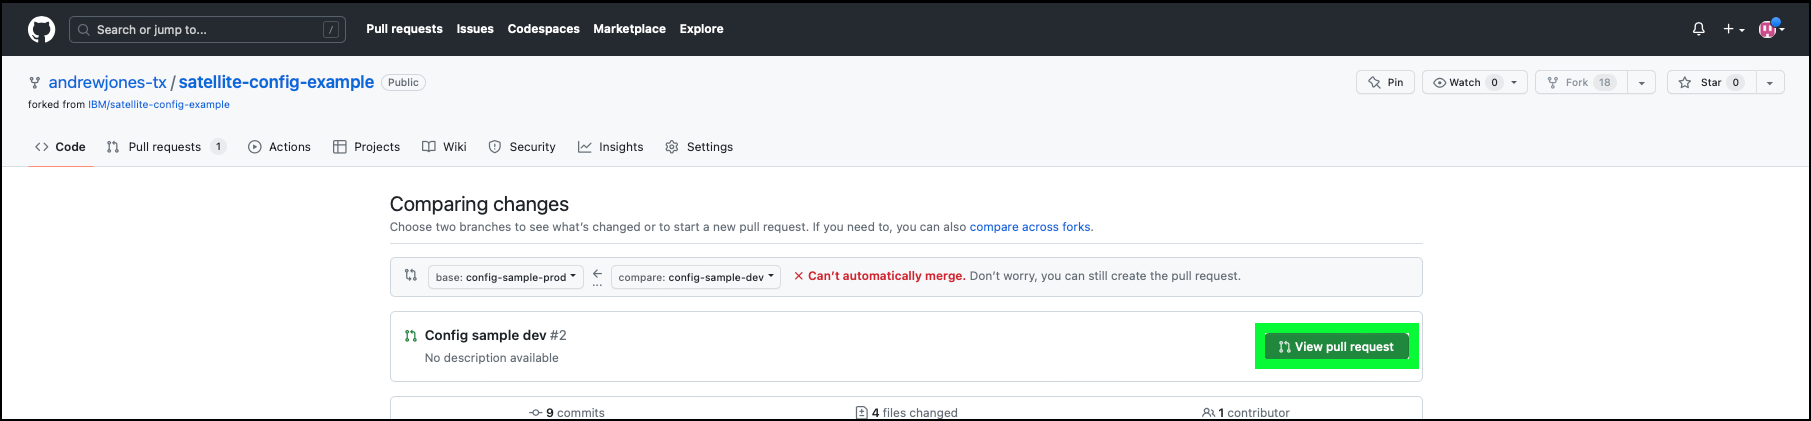 Search or jump to... / Pull requests Issues Codespaces Marketplace Explore
andrewjones-tx / satellite-config-example Public Pin Watch 0 Fork 18 Star 0
forked from IBM/satellite-config-example
Code Pull requests 1 Actions Projects Wiki Security Insights Settings
Comparing changes
Choose two branches to see what's changed or to start a new pull request. If you need to, you can also compare across forks.
base: config-sample-prod ← ... compare: config-sample-dev × Can't automatically merge. Don't worry, you can still create the pull request.
Config sample dev #2
No description available
View pull request
9 commits 4 files changed 1 contributor